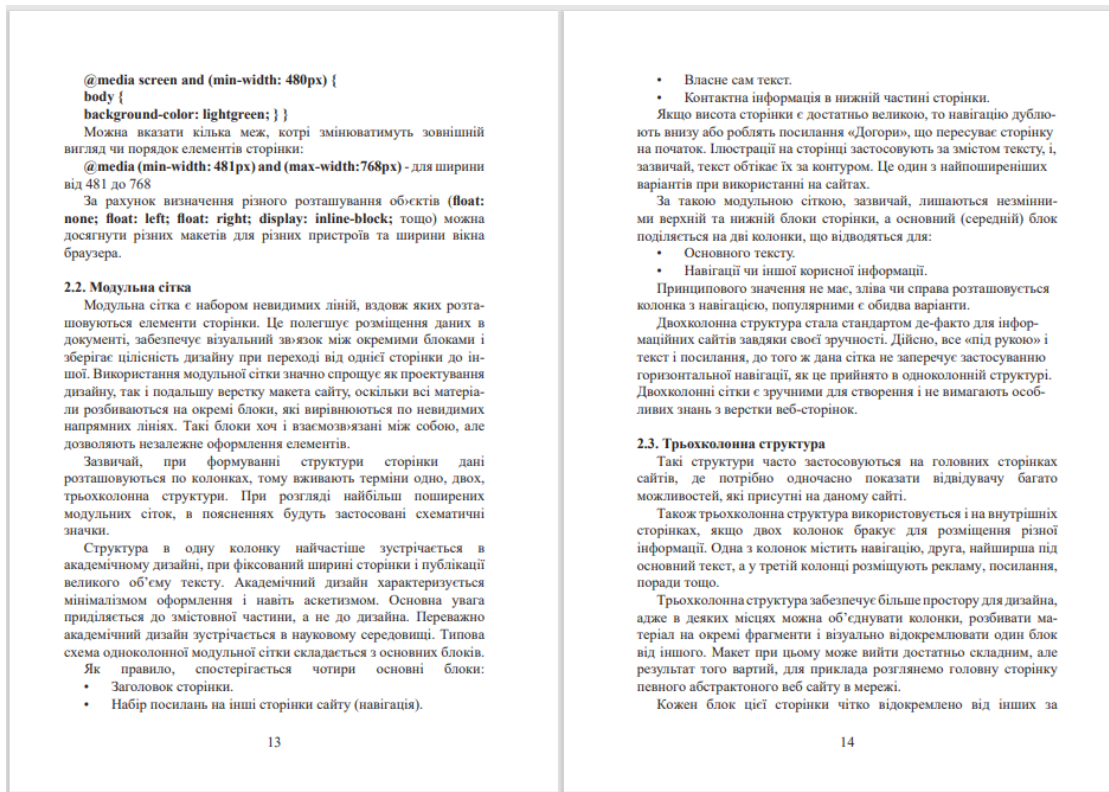 @media screen and (min-width: 480px) {
body {
background-color: lightgreen; } }
Можна вказати кілька меж, котрі змінюватимуть зовнішній
вигляд чи порядок елементів сторінки:
@media (min-width: 481px) and (max-width:768px) - для ширини
від 481 до 768
За рахунок визначення різного розташування об›єктів (float:
none; float: left; float: right; display: inline-block; тощо) можна
досягнути різних макетів для різних пристроїв та ширини вікна
браузера.
2.2. Модульна сітка
Модульна сітка є набором невидимих ліній, вздовж яких розта-
шовуються елементи сторінки. Це полегшує розміщення даних в
документі, забезпечує візуальний зв›язок між окремими блоками і
зберігає цілісність дизайну при переході від однієї сторінки до ін-
шої. Використання модульної сітки значно спрощує як проектування
дизайну, так і подальшу верстку макета сайту, оскільки всі матеріа-
ли розбиваються на окремі блоки, які вирівнюються по невидимих
напрямних лініях. Такі блоки хоч і взаємозв›язані між собою, але
дозволяють незалежне оформлення елементів.
Зазвичай, при формуванні структури сторінки дані
розташовуються по колонках, тому вживають терміни одно, двох,
трьохколонна структури. При розгляді найбільш поширених
модульних сіток, в поясненнях будуть застосовані схематичні
значки.
Структура в одну колонку найчастіше зустрічається в
академічному дизайні, при фіксований ширині сторінки і публікації
великого об’єму тексту. Академічний дизайн характеризується
мінімалізмом оформлення і навіть аскетизмом. Основна увага
приділяється до змістовної частини, а не до дизайна. Переважно
академічний дизайн зустрічається в науковому середовищі. Типова
схема одноколонної модульної сітки складається з основних блоків.
Як правило, спостерігається чотири основні блоки:
• Заголовок сторінки.
• Набір посилань на інші сторінки сайту (навігація).
13
• Власне сам текст.
• Контактна інформація в нижній частині сторінки.
Якщо висота сторінки є достатньо великою, то навігацію дублю-
ють внизу або роблять посилання «Догори», що пересуває сторінку
на початок. Ілюстрації на сторінці застосовують за змістом тексту, і,
зазвичай, текст обтікає їх за контуром. Це один з найпоширеніших
варіантів при використанні на сайтах.
За такою модульною сіткою, зазвичай, лишаються незмінни-
ми верхній та нижній блоки сторінки, а основний (середній) блок
поділяється на дві колонки, що відводяться для:
• Основного тексту.
• Навігації чи іншої корисної інформації.
Принципового значення не має, зліва чи справа розташовується
колонка з навігацією, популярними є обидва варіанти.
Двохколонна структура стала стандартом де-факто для інфор-
маційних сайтів завдяки своєї зручності. Дійсно, все «під рукою» і
текст і посилання, до того ж дана сітка не заперечує застосуванню
горизонтальної навігації, як це прийнято в одноколонній структурі.
Двохколонні сітки є зручними для створення і не вимагають особ-
ливих знань з верстки веб-сторінок.
2.3. Трьохколонна структура
Такі структури часто застосовуються на головних сторінках
сайтів, де потрібно одночасно показати відвідувачу багато
можливостей, які присутні на даному сайті.
Також трьохколонна структура використовується і на внутрішніх
сторінках, якщо двох колонок бракує для розміщення різної
інформації. Одна з колонок містить навігацію, друга, найширша під
основний текст, а у третій колонці розміщують рекламу, посилання,
поради тощо.
Трьохколонна структура забезпечує більше простору для дизайна,
адже в деяких місцях можна об’єднувати колонки, розбивати ма-
теріал на окремі фрагменти і візуально відокремлювати один блок
від іншого. Макет при цьому може вийти достатньо складним, але
результат того вартий, для приклада розглянемо головну сторінку
певного абстрактоного веб сайту в мережі.
Кожен блок цієї сторінки чітко відокремлено від інших за
14